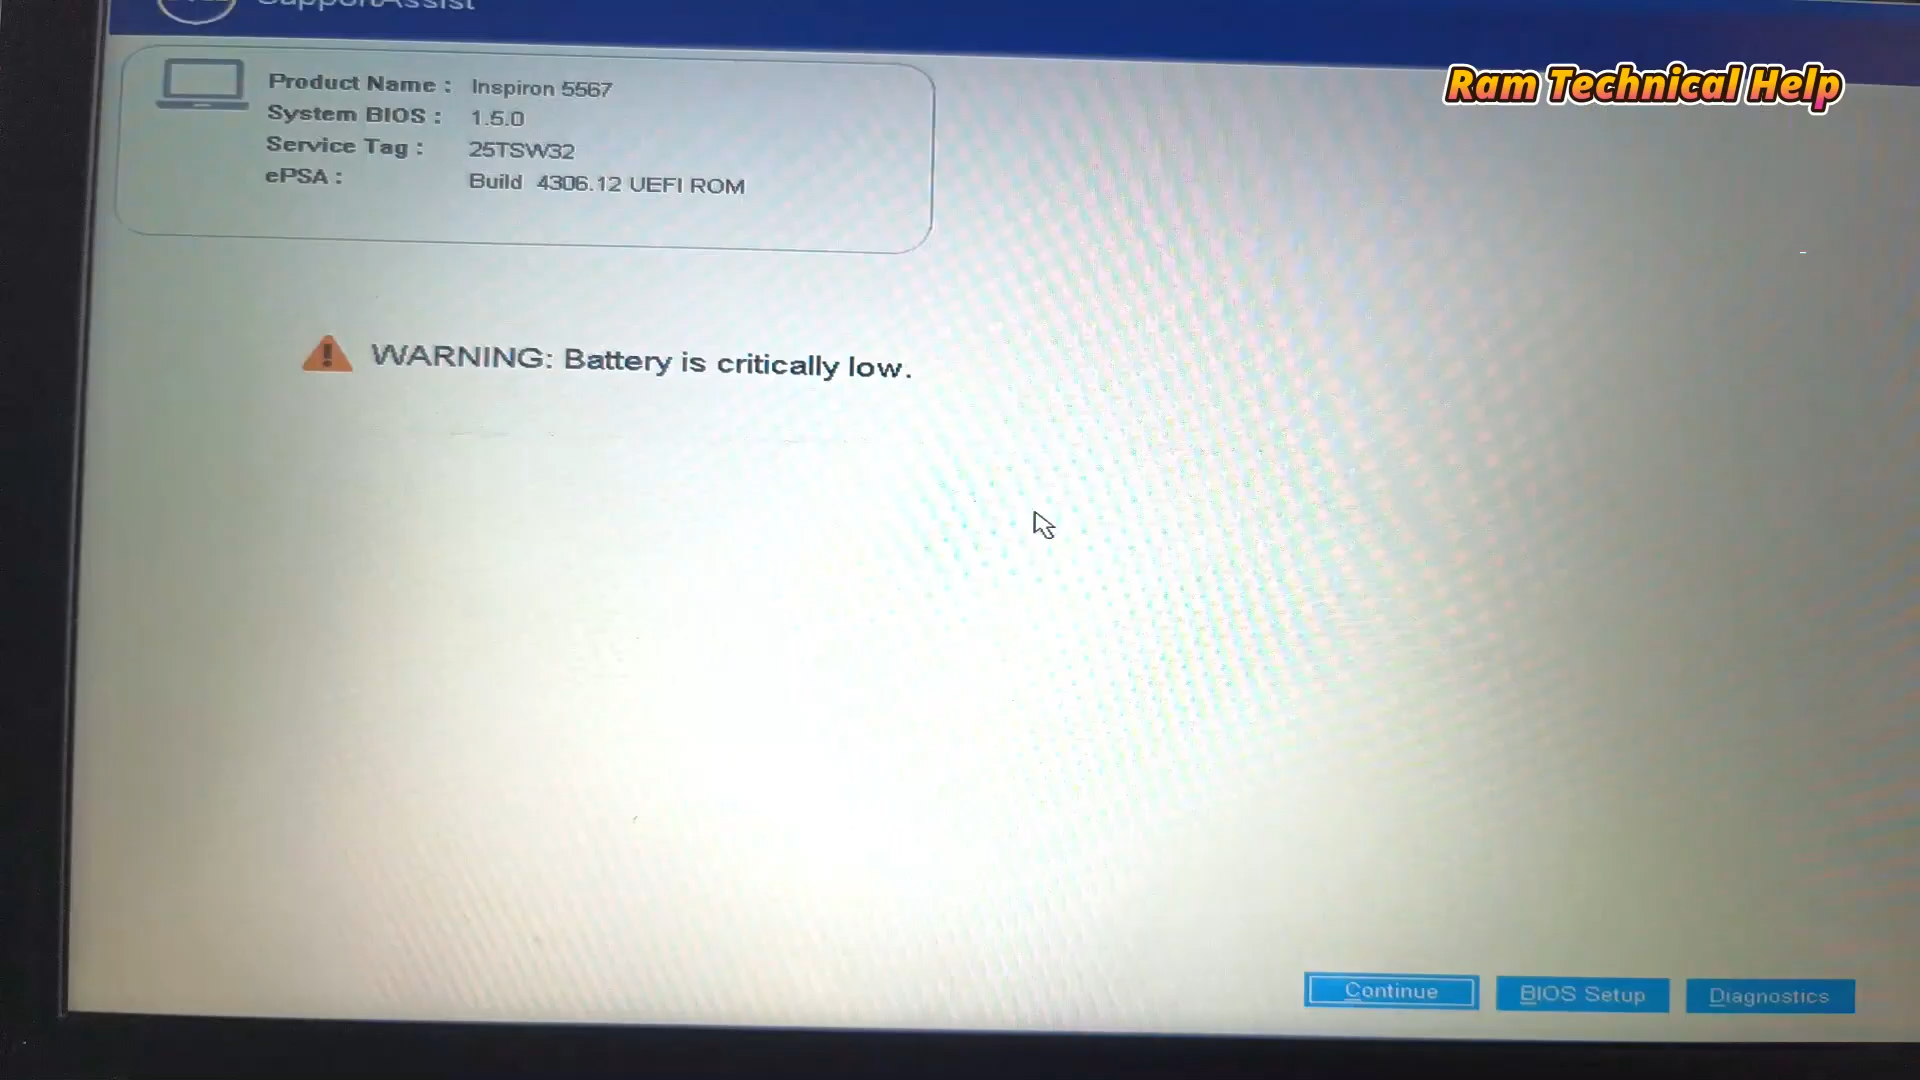 SupportAssist
Ram Technical Help
Product Name : Inspiron 5567
System BIOS : 1.5.0
Service Tag : 25TSW32
ePSA : Build 4306.12 UEFI ROM
WARNING: Battery is critically low.
Continue BIOS Setup Diagnostics